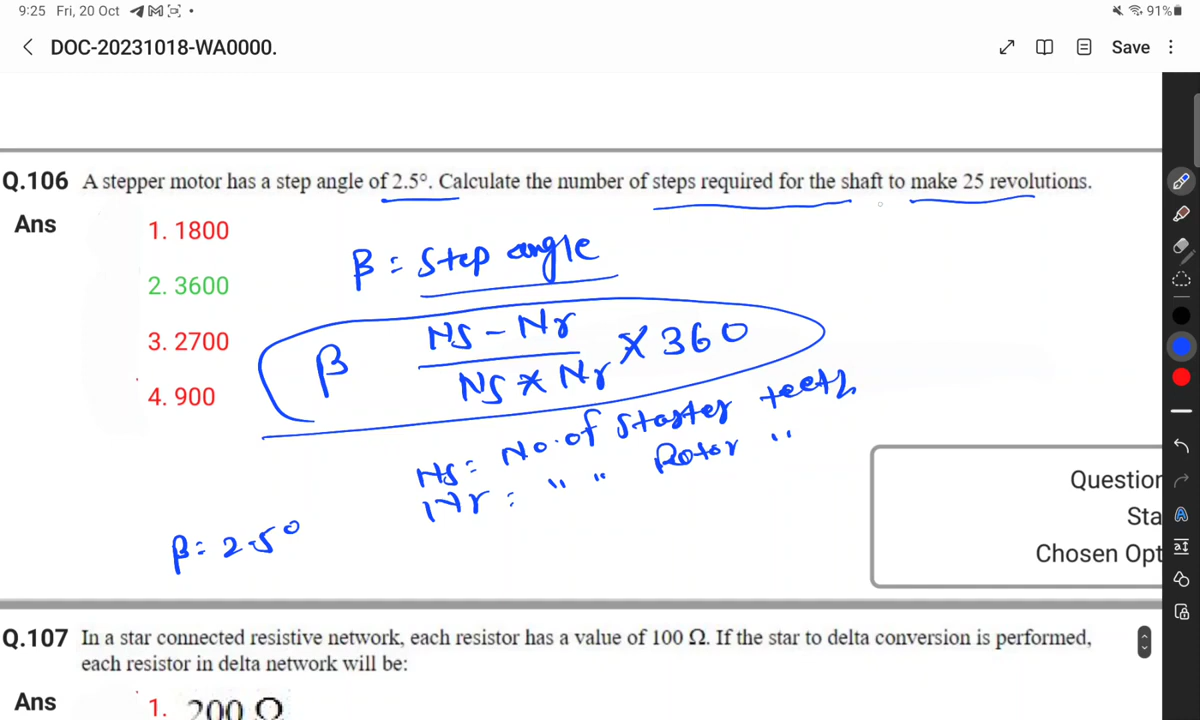 9:25 Fri, 20 Oct
91%
DOC-20231018-WA0000.
Save
Q.106 A stepper motor has a step angle of 2.5°. Calculate the number of steps required for the shaft to make 25 revolutions.
Ans
1. 1800
2. 3600
3. 2700
4. 900
β = Step angle
β Ns - Nr / Ns * Nr × 360
Ns = No. of Stator teeth
Nr = " " Rotor "
β = 2.5°
Question
Sta
Chosen Opt
Q.107 In a star connected resistive network, each resistor has a value of 100 Ω. If the star to delta conversion is performed,
each resistor in delta network will be:
Ans
1. 200 Ω